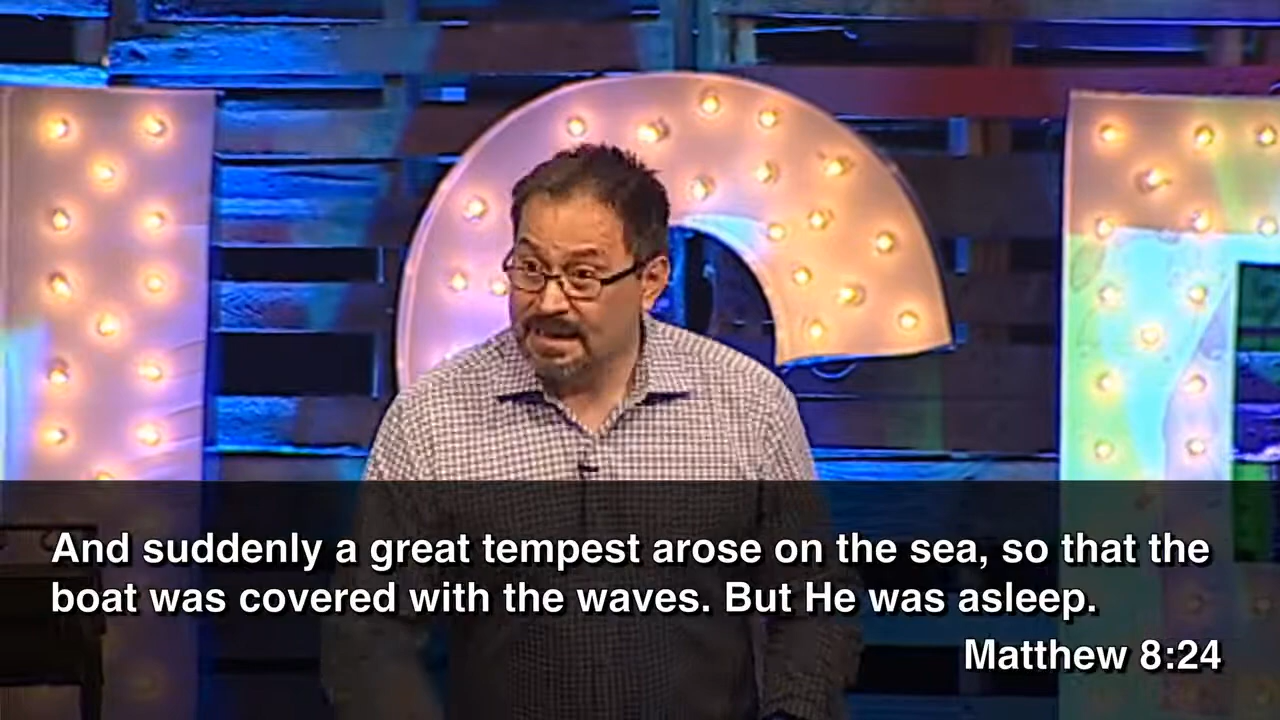 And suddenly a great tempest arose on the sea, so that the
boat was covered with the waves. But He was asleep.
Matthew 8:24